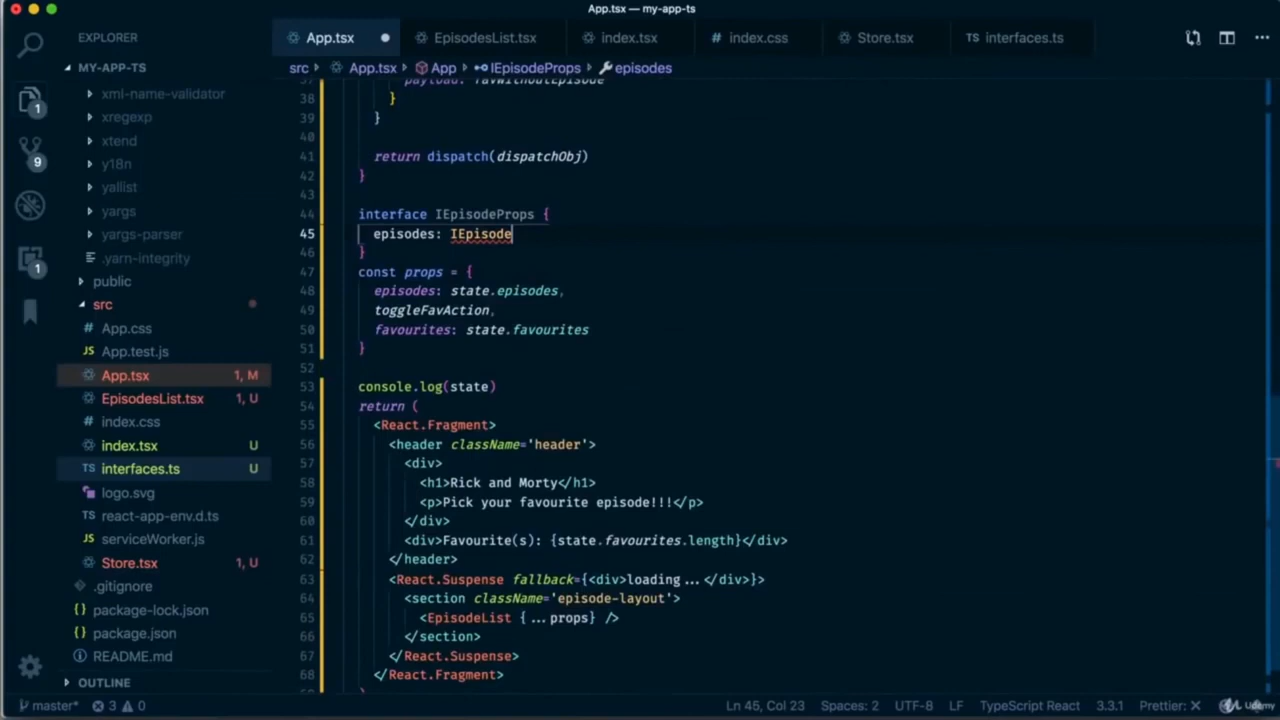 App.tsx — my-app-ts
EXPLORER
App.tsx
EpisodesList.tsx
index.tsx
index.css
Store.tsx
interfaces.ts
MY-APP-TS
src › App.tsx › App › IEpisodeProps › episodes
xml-name-validator
xregexp
xtend
y18n
yallist
yargs
yargs-parser
.yarn-integrity
public
src
App.css
App.test.js
App.tsx 1, M
EpisodesList.tsx 1, U
index.css
index.tsx U
interfaces.ts U
logo.svg
react-app-env.d.ts
serviceWorker.js
Store.tsx 1, U
.gitignore
package-lock.json
package.json
README.md
OUTLINE
1
9
1
37 payload: favWithoutEpisode
38 }
39 }
40
41 return dispatch(dispatchObj)
42 }
43
44 interface IEpisodeProps {
45 episodes: IEpisode
46 }
47 const props = {
48 episodes: state.episodes,
49 toggleFavAction,
50 favourites: state.favourites
51 }
52
53 console.log(state)
54 return (
55 <React.Fragment>
56 <header className='header'>
57 <div>
58 <h1>Rick and Morty</h1>
59 <p>Pick your favourite episode!!!</p>
60 </div>
61 <div>Favourite(s): {state.favourites.length}</div>
62 </header>
63 <React.Suspense fallback={<div>loading...</div>}>
64 <section className='episode-layout'>
65 <EpisodeList {...props} />
66 </section>
67 </React.Suspense>
68 </React.Fragment>
master* 3 0 Ln 45, Col 23 Spaces: 2 UTF-8 LF TypeScript React 3.3.1 Prettier: ✕
Udemy